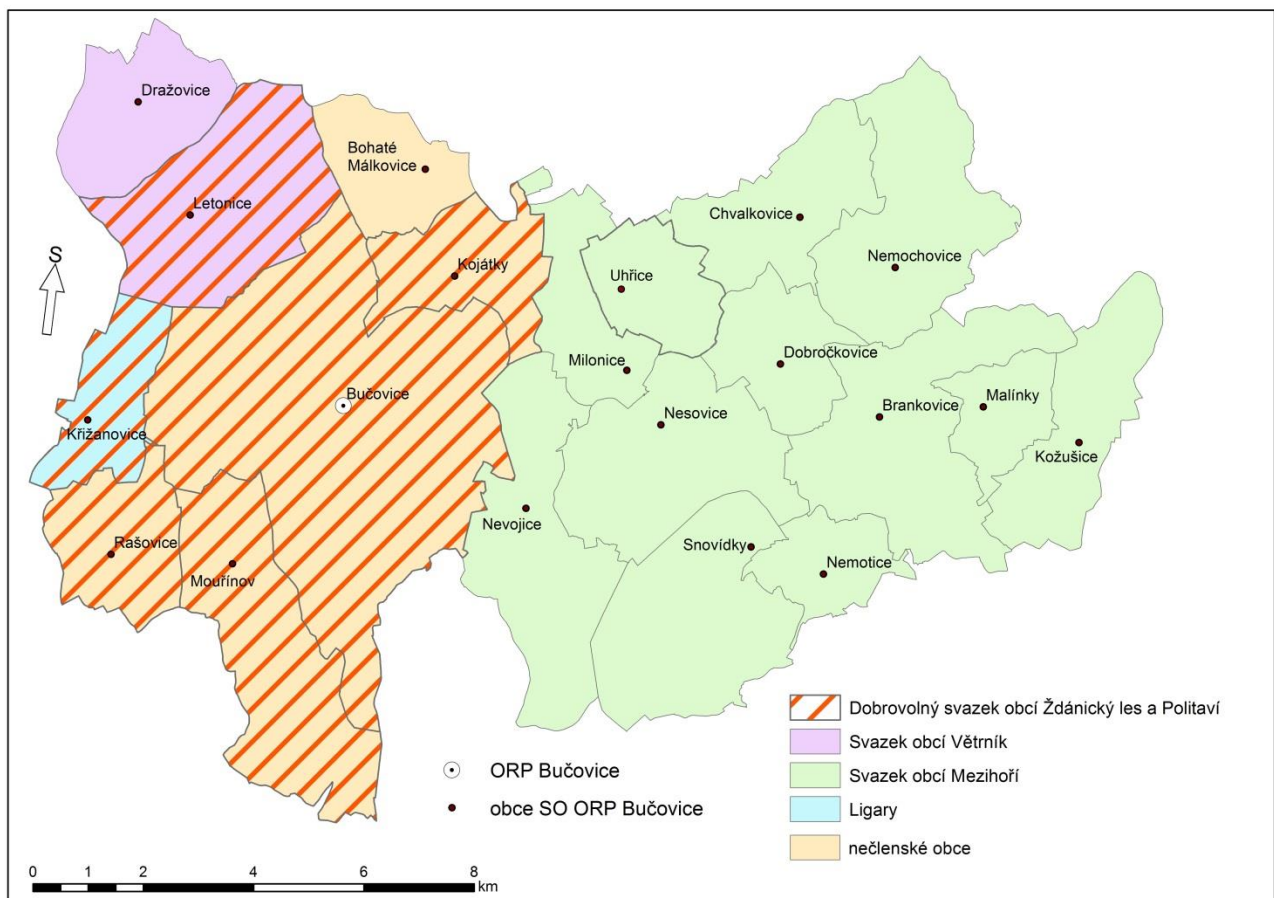 Dražovice
Bohaté
Málkovice
Letonice
Chvalkovice
S
Kojátky
Nemochovice
Uhřice
Milonice
Dobročkovice
Bučovice
Nesovice
Brankovice
Malínky
Křižanovice
Kožušice
Nevojice
Rašovice
Snovídky
Mouřínov
Nemotice
Dobrovolný svazek obcí Ždánický les a Politaví
Svazek obcí Větrník
ORP Bučovice
Svazek obcí Mezihoří
obce SO ORP Bučovice
Ligary
nečlenské obce
0 1 2 4 6 8
km